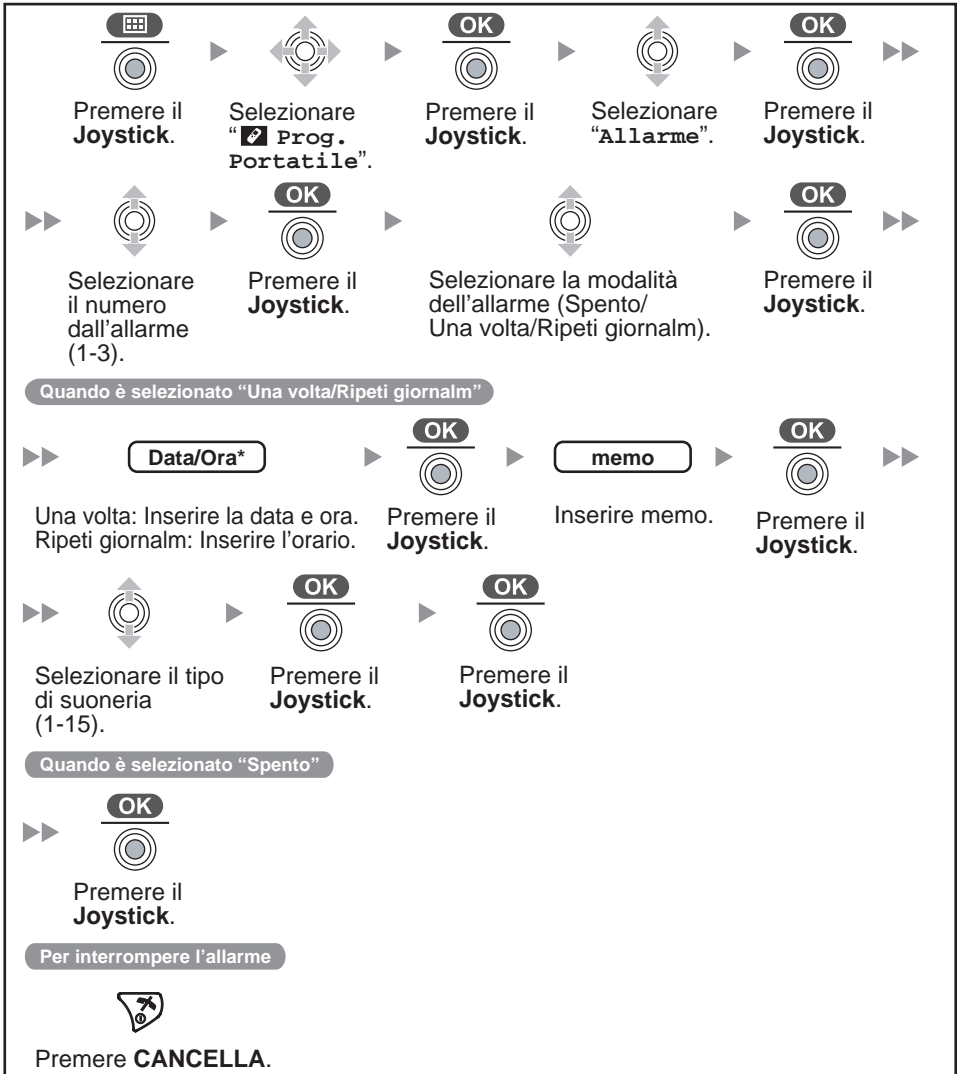 OK OK
Premere il Selezionare Premere il Selezionare Premere il
Joystick. “ Prog. Joystick. “Allarme”. Joystick.
Portatile”.
OK OK
Selezionare Premere il Selezionare la modalità Premere il
il numero Joystick. dell’allarme (Spento/ Joystick.
dall’allarme Una volta/Ripeti giornalm).
(1-3).
Quando è selezionato “Una volta/Ripeti giornalm”
OK OK
Data/Ora* memo
Una volta: Inserire la data e ora. Premere il Inserire memo. Premere il
Ripeti giornalm: Inserire l’orario. Joystick. Joystick.
OK OK
Selezionare il tipo Premere il Premere il
di suoneria Joystick. Joystick.
(1-15).
Quando è selezionato “Spento”
OK
Premere il
Joystick.
Per interrompere l’allarme
Premere CANCELLA.